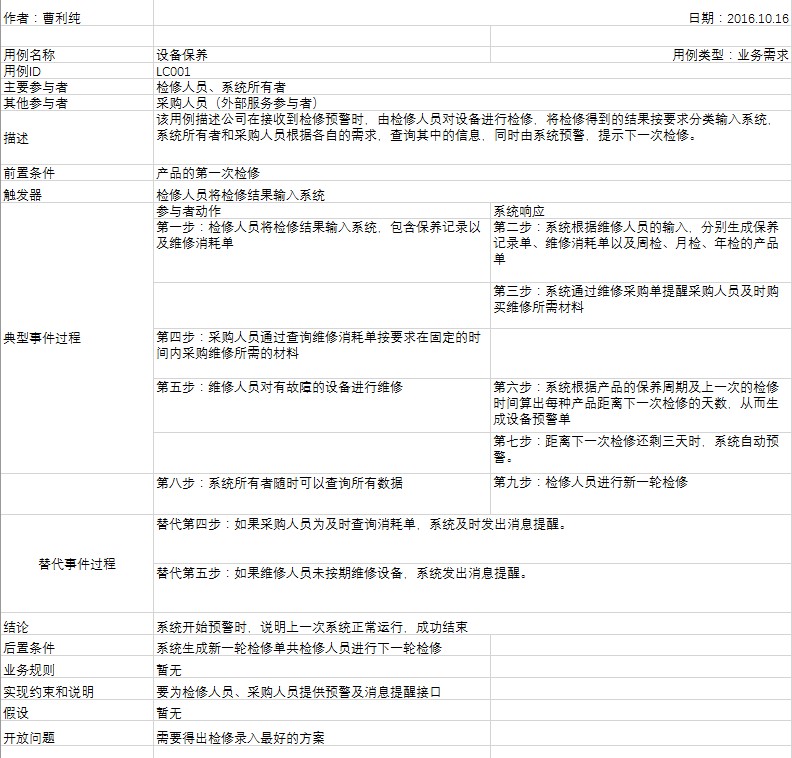 作者：曹利纯
日期：2016.10.16
用例名称
设备保养
用例类型：业务需求
用例ID
LC001
主要参与者
检修人员、系统所有者
其他参与者
采购人员（外部服务参与者）
描述
该用例描述公司在接收到检修预警时，由检修人员对设备进行检修，将检修得到的结果按要求分类输入系统，
系统所有者和采购人员根据各自的需求，查询其中的信息，同时由系统预警，提示下一次检修。
前置条件
产品的第一次检修
触发器
检修人员将检修结果输入系统
典型事件过程
参与者动作
系统响应
第一步：检修人员将检修结果输入系统，包含保养记录以
及维修消耗单
第二步：系统根据维修人员的输入，分别生成保养
记录单、维修消耗单以及周检、月检、年检的产品
单
第三步：系统通过维修采购单提醒采购人员及时购
买维修所需材料
第四步：采购人员通过查询维修消耗单按要求在固定的时
间内采购维修所需的材料
第五步：维修人员对有故障的设备进行维修
第六步：系统根据产品的保养周期及上一次的检修
时间算出每种产品距离下一次检修的天数，从而生
成设备预警单
第七步：距离下一次检修还剩三天时，系统自动预
警。
第八步：系统所有者随时可以查询所有数据
第九步：检修人员进行新一轮检修
替代事件过程
替代第四步：如果采购人员为及时查询消耗单，系统及时发出消息提醒。
替代第五步：如果维修人员未按期维修设备，系统发出消息提醒。
结论
系统开始预警时，说明上一次系统正常运行，成功结束
后置条件
系统生成新一轮检修单共检修人员进行下一轮检修
业务规则
暂无
实现约束和说明
要为检修人员、采购人员提供预警及消息提醒接口
假设
暂无
开放问题
需要得出检修录入最好的方案